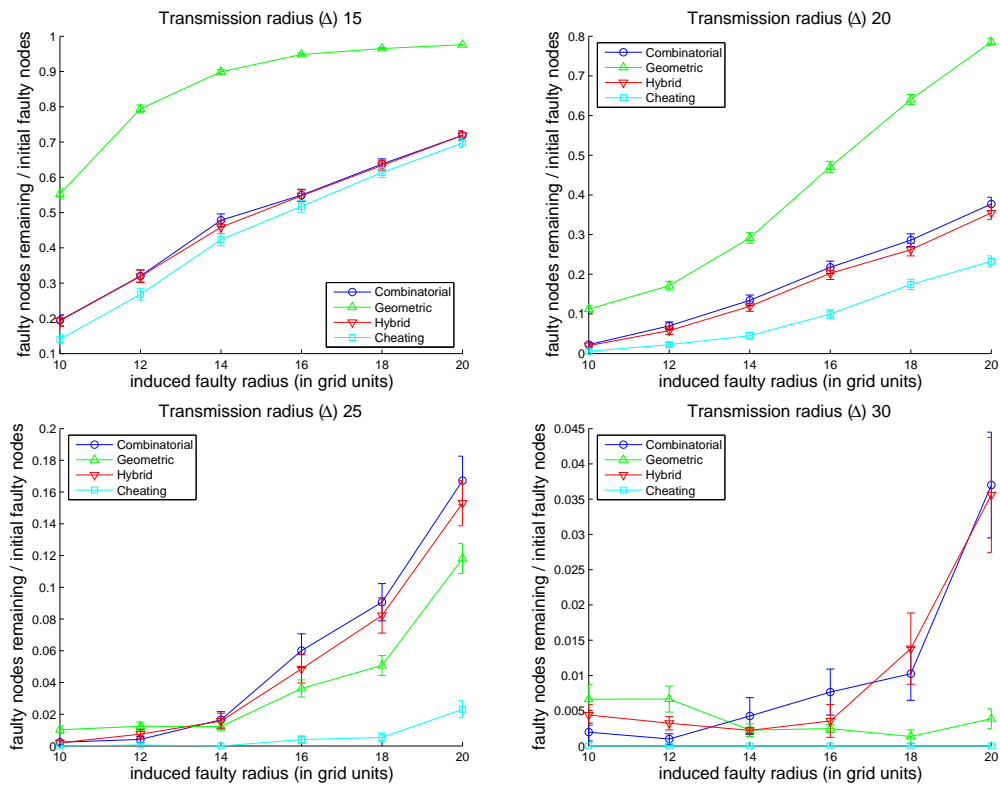 Transmission radius (Δ) 15
faulty nodes remaining / initial faulty nodes
1
0.9
0.8
0.7
0.6
0.5
0.4
0.3
0.2
0.1
Combinatorial
Geometric
Hybrid
Cheating
10 12 14 16 18 20
induced faulty radius (in grid units)
Transmission radius (Δ) 20
faulty nodes remaining / initial faulty nodes
0.8
0.7
0.6
0.5
0.4
0.3
0.2
0.1
0
Combinatorial
Geometric
Hybrid
Cheating
10 12 14 16 18 20
induced faulty radius (in grid units)
Transmission radius (Δ) 25
faulty nodes remaining / initial faulty nodes
0.2
0.18
0.16
0.14
0.12
0.1
0.08
0.06
0.04
0.02
0
Combinatorial
Geometric
Hybrid
Cheating
10 12 14 16 18 20
induced faulty radius (in grid units)
Transmission radius (Δ) 30
faulty nodes remaining / initial faulty nodes
0.045
0.04
0.035
0.03
0.025
0.02
0.015
0.01
0.005
0
Combinatorial
Geometric
Hybrid
Cheating
10 12 14 16 18 20
induced faulty radius (in grid units)